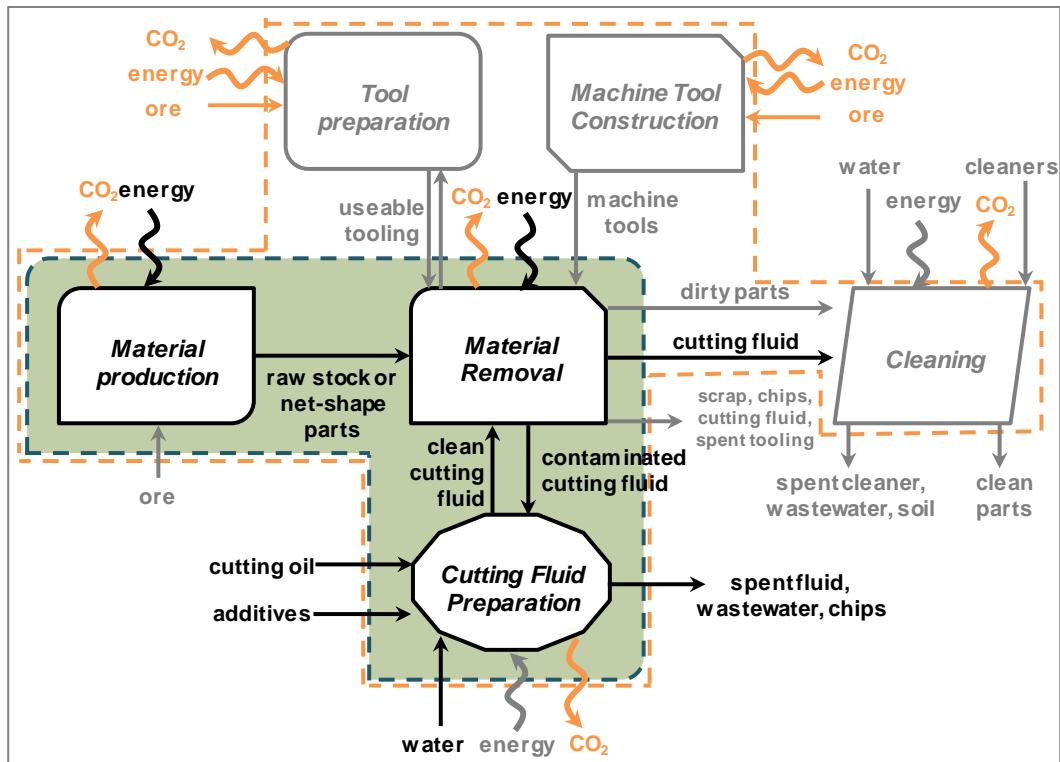 CO2
energy
ore
Tool
preparation
Machine Tool
Construction
CO2
energy
ore
water
cleaners
energy
CO2
CO2 energy
useable
tooling
CO2 energy
machine
tools
dirty parts
Material
production
raw stock or
net-shape
parts
Material
Removal
cutting fluid
Cleaning
scrap, chips,
cutting fluid,
spent tooling
ore
clean
cutting
fluid
contaminated
cutting fluid
spent cleaner,
wastewater, soil
clean
parts
cutting oil
additives
Cutting Fluid
Preparation
spent fluid,
wastewater, chips
water
energy
CO2